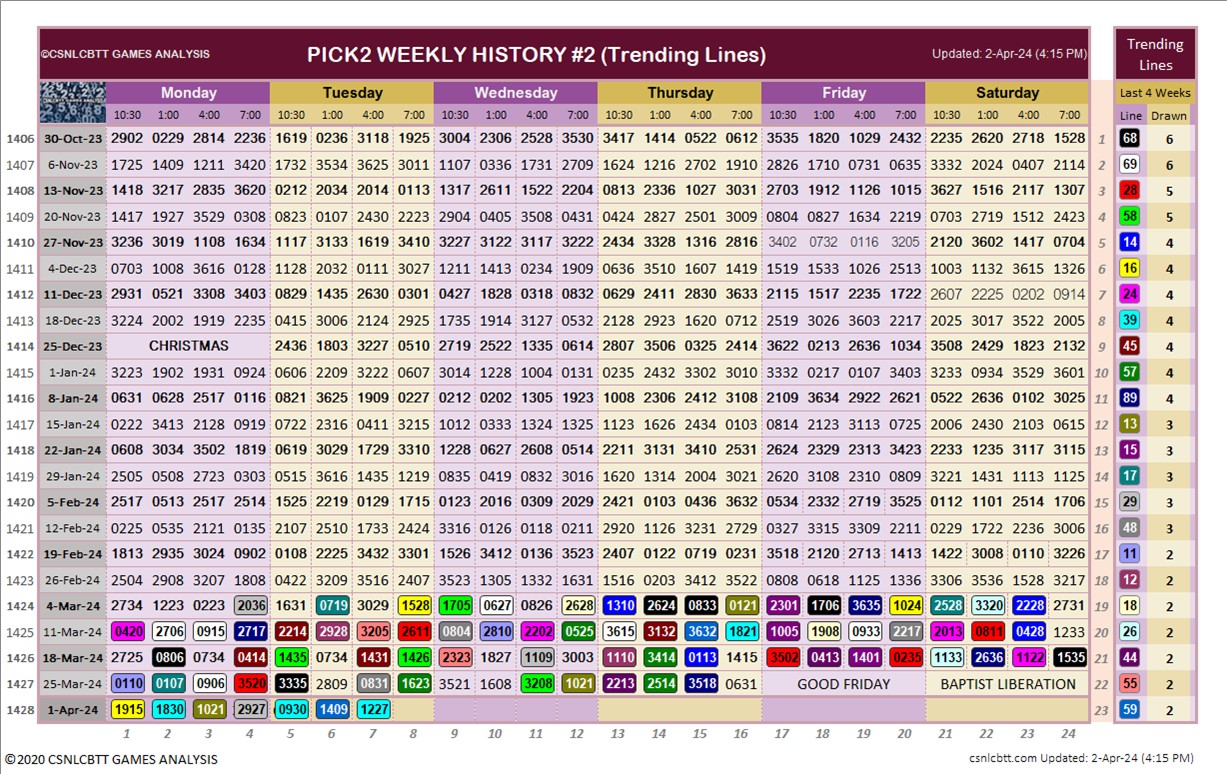 ©CSNLCBTT GAMES ANALYSIS PICK2 WEEKLY HISTORY #2 (Trending Lines) Updated: 2-Apr-24 (4:15 PM) Trending Lines
Monday Tuesday Wednesday Thursday Friday Saturday Last 4 Weeks
10:30 1:00 4:00 7:00 10:30 1:00 4:00 7:00 10:30 1:00 4:00 7:00 10:30 1:00 4:00 7:00 10:30 1:00 4:00 7:00 10:30 1:00 4:00 7:00 Line Drawn
1406 30-Oct-23 2902 0229 2814 2236 1619 0236 3118 1925 3004 2306 2528 3530 3417 1414 0522 0612 3535 1820 1029 2432 2235 2620 2718 1528 1 68 6
1407 6-Nov-23 1725 1409 1211 3420 1732 3534 3625 3011 1107 0336 1731 2709 1624 1216 2702 1910 2826 1710 0731 0635 3332 2024 0407 2114 2 69 6
1408 13-Nov-23 1418 3217 2835 3620 0212 2034 2014 0113 1317 2611 1522 2204 0813 2336 1027 3031 2703 1912 1126 1015 3627 1516 2117 1307 3 28 5
1409 20-Nov-23 1417 1927 3529 0308 0823 0107 2430 2223 2904 0405 3508 0431 0424 2827 2501 3009 0804 0827 1634 2219 0703 2719 1512 2423 4 58 5
1410 27-Nov-23 3236 3019 1108 1634 1117 3133 1619 3410 3227 3122 3117 3222 2434 3328 1314 2816 3402 0732 0116 3205 2120 3602 1417 0704 5 14 4
1411 4-Dec-23 0703 1008 3616 0128 1128 2032 0111 3027 1211 1413 0234 1909 0636 3510 1607 1419 1519 1533 1026 2513 1003 1132 3615 1326 6 16 4
1412 11-Dec-23 2931 0521 3308 3403 0829 1435 2630 0301 0427 1828 0318 0832 0629 2411 2830 3633 2115 1517 2235 1722 2607 2225 0202 0914 7 24 4
1413 18-Dec-23 3224 2002 1919 2235 0415 3006 2124 2923 1735 1914 3127 0532 2128 2923 1620 0712 2519 3026 3603 2217 2025 3017 3522 2005 8 39 4
1414 25-Dec-23 CHRISTMAS 2436 1803 3227 0510 2719 2522 1335 0614 2807 3506 0325 2414 3622 0213 2636 1034 3508 2429 1823 2132 9 45 4
1415 1-Jan-24 3223 1902 1931 0924 0606 2209 3222 0607 3014 1228 1004 0131 0235 2432 3302 3010 3332 0217 0107 3403 2233 0934 3529 3601 10 57 4
1416 8-Jan-24 0631 0628 2517 0116 0821 3625 1909 0227 0212 0202 1305 1923 1008 2306 2412 3108 2109 3634 2922 2621 0522 2636 0102 3025 11 89 4
1417 15-Jan-24 0222 3413 2128 0919 0722 2316 0411 3215 1012 0333 1324 1325 1123 1626 2434 0103 0814 2123 3113 0725 2006 2430 2103 0615 12 13 3
1418 22-Jan-24 0608 3034 3502 1819 0619 3029 1729 3310 1228 0627 2608 0514 2211 3131 3410 2531 2624 2329 2313 3423 2233 1235 3117 3115 13 15 3
1419 29-Jan-24 2505 0508 2723 0303 0515 3616 1435 1213 0835 0419 0832 3016 1620 1314 2004 3021 2620 3108 2310 0809 3221 1431 1113 1125 14 17 3
1420 5-Feb-24 2517 0513 2517 2514 1525 2219 0129 1715 0123 2016 0309 2029 2421 0103 0436 3632 0534 2332 2719 3525 0112 1101 2514 1706 15 29 3
1421 12-Feb-24 0225 0535 2121 0135 2107 2510 1733 2424 3316 0126 0118 0211 2920 1126 3231 2729 0327 3315 3309 2211 0229 1722 2236 3006 16 48 3
1422 19-Feb-24 1813 2935 3024 0902 0108 2225 3432 3301 1526 3412 0136 3523 2407 0122 0719 0231 3518 2120 2713 1413 1422 3008 0110 3226 17 11 2
1423 26-Feb-24 2504 2908 3207 1808 0422 3209 3516 2407 3523 1305 1332 1631 1516 0203 3412 3522 0808 0618 1125 1336 3306 3536 1528 3217 18 12 2
1424 4-Mar-24 2734 1223 0223 2036 1631 0719 3029 1528 1705 0627 0826 2628 1310 2624 0833 0121 2301 1706 3635 1024 2528 3320 2228 2731 19 18 2
1425 11-Mar-24 0420 2706 0915 2717 2214 2928 3205 2611 0804 2810 2202 0525 3615 3132 3632 1821 1005 1908 0933 2217 2013 0811 0428 1233 20 26 2
1426 18-Mar-24 2725 0806 0734 0414 1435 0734 1431 1426 2323 1827 1109 3003 1110 3414 0113 1415 3502 0413 1401 0235 1133 2636 1122 1535 21 44 2
1427 25-Mar-24 0110 0107 0906 3520 3335 2809 0831 1623 3521 1608 3208 1021 2213 2514 3518 0631 GOOD FRIDAY BAPTIST LIBERATION 22 55 2
1428 1-Apr-24 1915 1830 1021 2927 0930 1409 1227 23 59 2
1 2 3 4 5 6 7 8 9 10 11 12 13 14 15 16 17 18 19 20 21 22 23 24
©2020 CSNLCBTT GAMES ANALYSIS csnlcbtt.com Updated: 2-Apr-24 (4:15 PM)